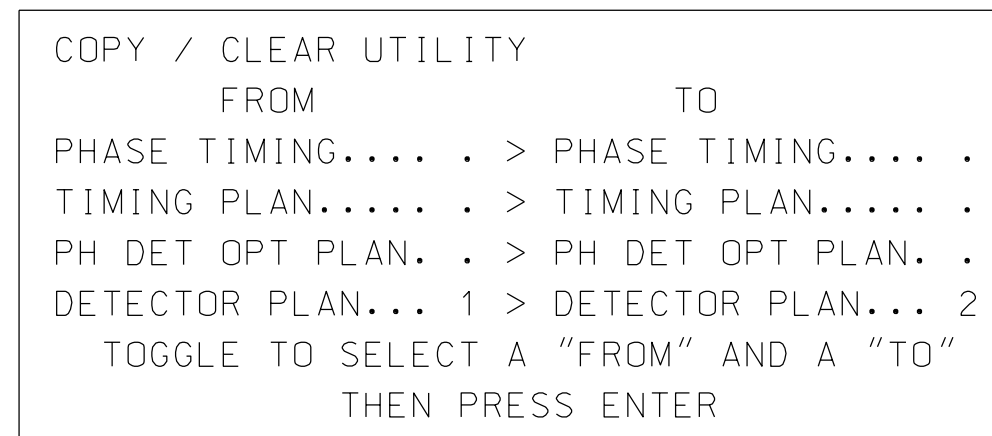 COPY / CLEAR UTILITY
FROM TO
PHASE TIMING.... . > PHASE TIMING.... .
TIMING PLAN..... . > TIMING PLAN..... .
PH DET OPT PLAN. . > PH DET OPT PLAN. .
DETECTOR PLAN... 1 > DETECTOR PLAN... 2
TOGGLE TO SELECT A "FROM" AND A "TO"
THEN PRESS ENTER